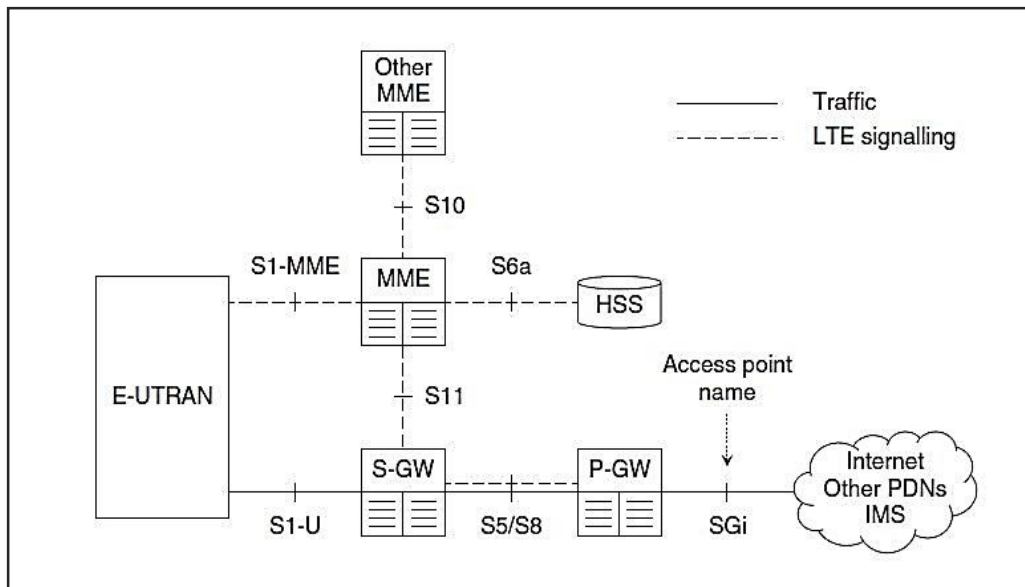 Other
MME
Traffic
LTE signalling
S10
S1-MME
MME
S6a
HSS
E-UTRAN
S11
Access point
name
S-GW
P-GW
Internet
Other PDNs
IMS
S1-U
S5/S8
SGi